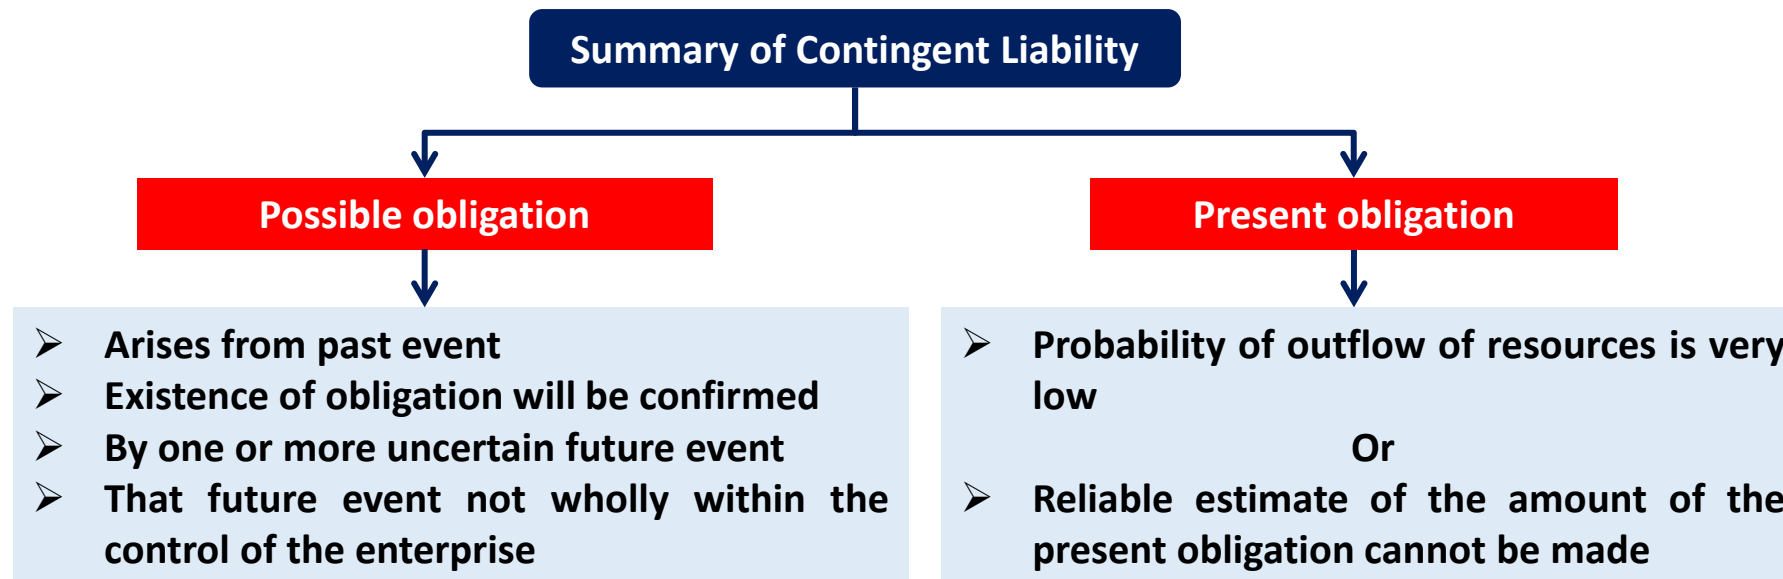 Summary of Contingent Liability
Possible obligation
Present obligation
➢ Arises from past event
➢ Existence of obligation will be confirmed
➢ By one or more uncertain future event
➢ That future event not wholly within the
control of the enterprise
➢ Probability of outflow of resources is very
low
Or
➢ Reliable estimate of the amount of the
present obligation cannot be made